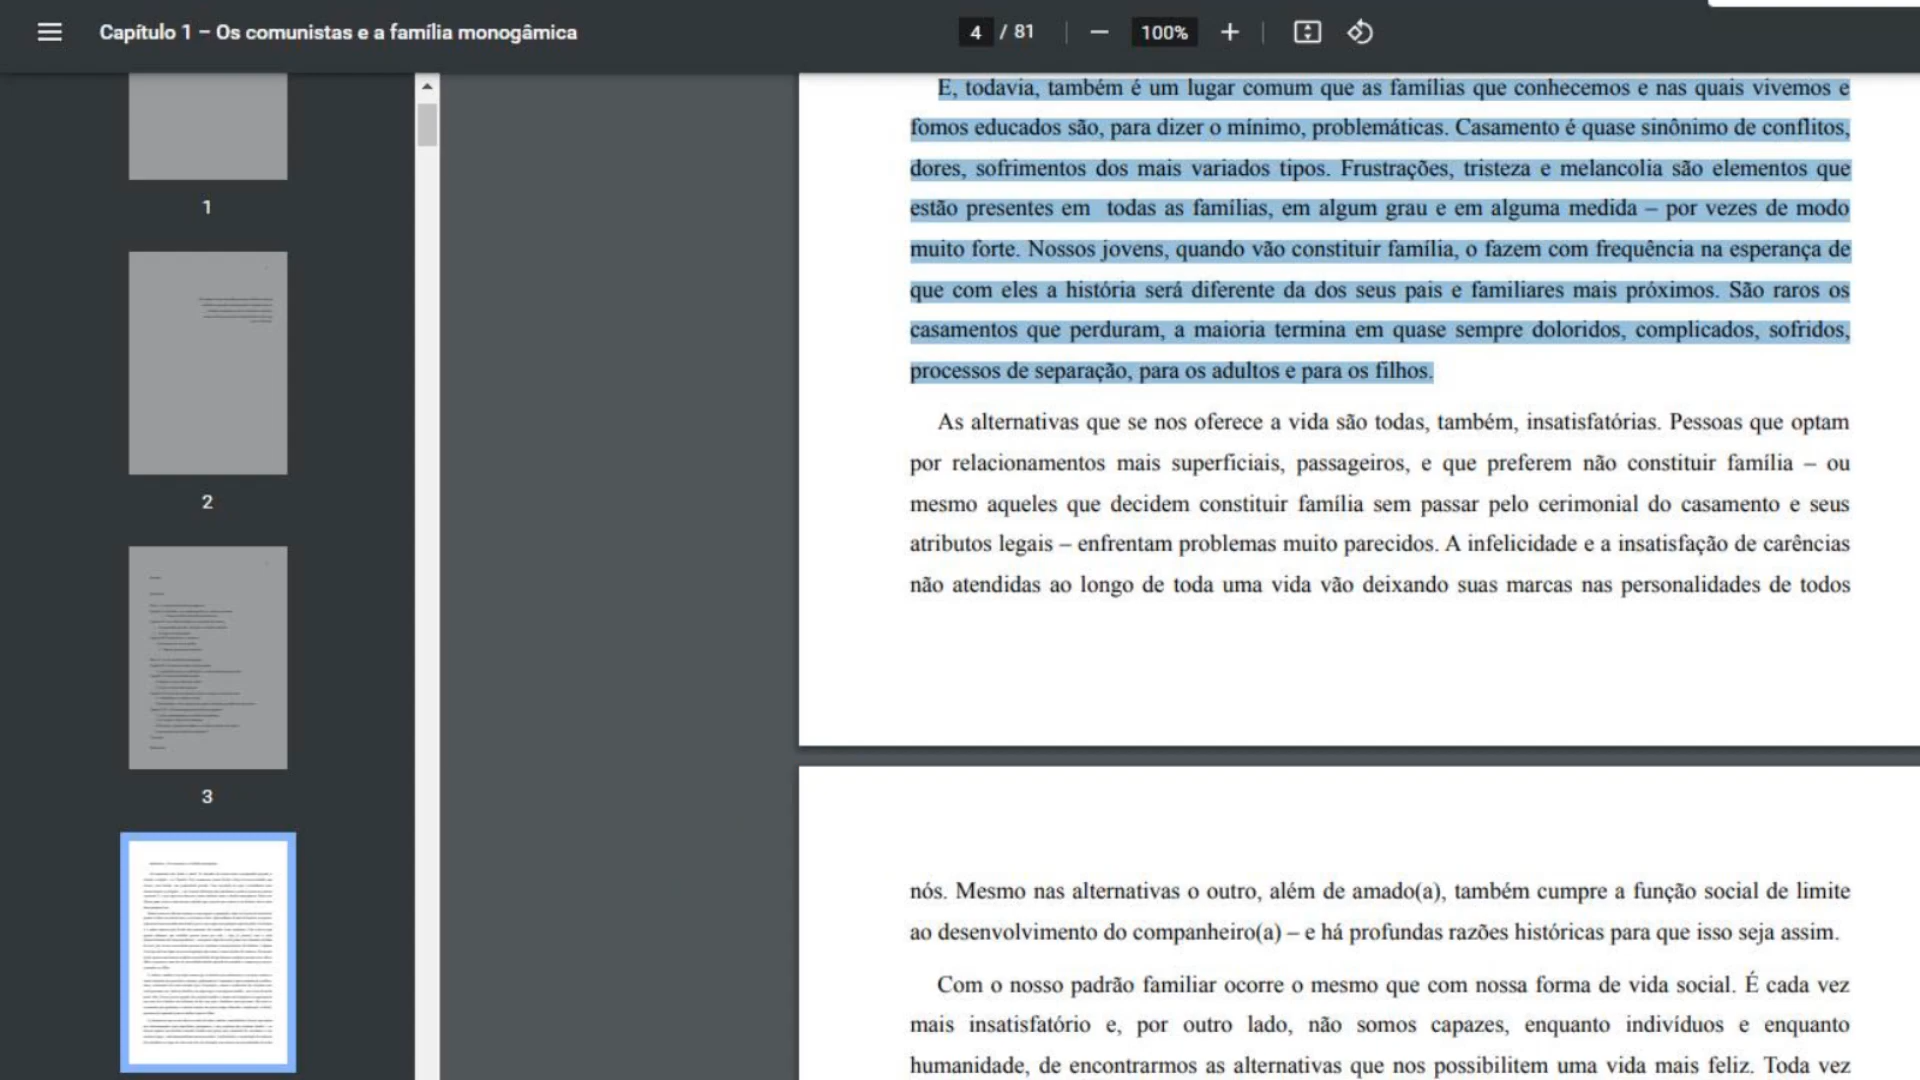 Capítulo 1 – Os comunistas e a família monogâmica
4 / 81
100%
1
2
3
E, todavia, também é um lugar comum que as famílias que conhecemos e nas quais vivemos e
fomos educados são, para dizer o mínimo, problemáticas. Casamento é quase sinônimo de conflitos,
dores, sofrimentos dos mais variados tipos. Frustrações, tristeza e melancolia são elementos que
estão presentes em todas as famílias, em algum grau e em alguma medida – por vezes de modo
muito forte. Nossos jovens, quando vão constituir família, o fazem com frequência na esperança de
que com eles a história será diferente da dos seus pais e familiares mais próximos. São raros os
casamentos que perduram, a maioria termina em quase sempre doloridos, complicados, sofridos,
processos de separação, para os adultos e para os filhos.
As alternativas que se nos oferece a vida são todas, também, insatisfatórias. Pessoas que optam
por relacionamentos mais superficiais, passageiros, e que preferem não constituir família – ou
mesmo aqueles que decidem constituir família sem passar pelo cerimonial do casamento e seus
atributos legais – enfrentam problemas muito parecidos. A infelicidade e a insatisfação de carências
não atendidas ao longo de toda uma vida vão deixando suas marcas nas personalidades de todos
nós. Mesmo nas alternativas o outro, além de amado(a), também cumpre a função social de limite
ao desenvolvimento do companheiro(a) – e há profundas razões históricas para que isso seja assim.
Com o nosso padrão familiar ocorre o mesmo que com nossa forma de vida social. É cada vez
mais insatisfatório e, por outro lado, não somos capazes, enquanto indivíduos e enquanto
humanidade, de encontrarmos as alternativas que nos possibilitem uma vida mais feliz. Toda vez